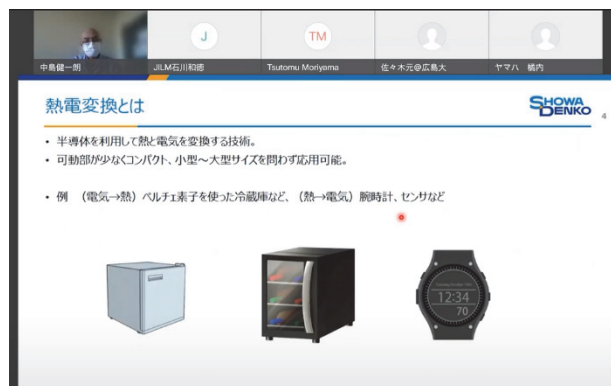 J
TM
中島健一朗
JILM石川和徳
Tsutomu Moriyama
佐々木元@広島大
ヤマハ 橘内
熱電変換とは
SHOWA
DENKO
4
・ 半導体を利用して熱と電気を変換する技術。
・ 可動部が少なくコンパクト、小型～大型サイズを問わず応用可能。
・ 例 （電気→熱）ペルチェ素子を使った冷蔵庫など、（熱→電気）腕時計、センサなど
12:34
70